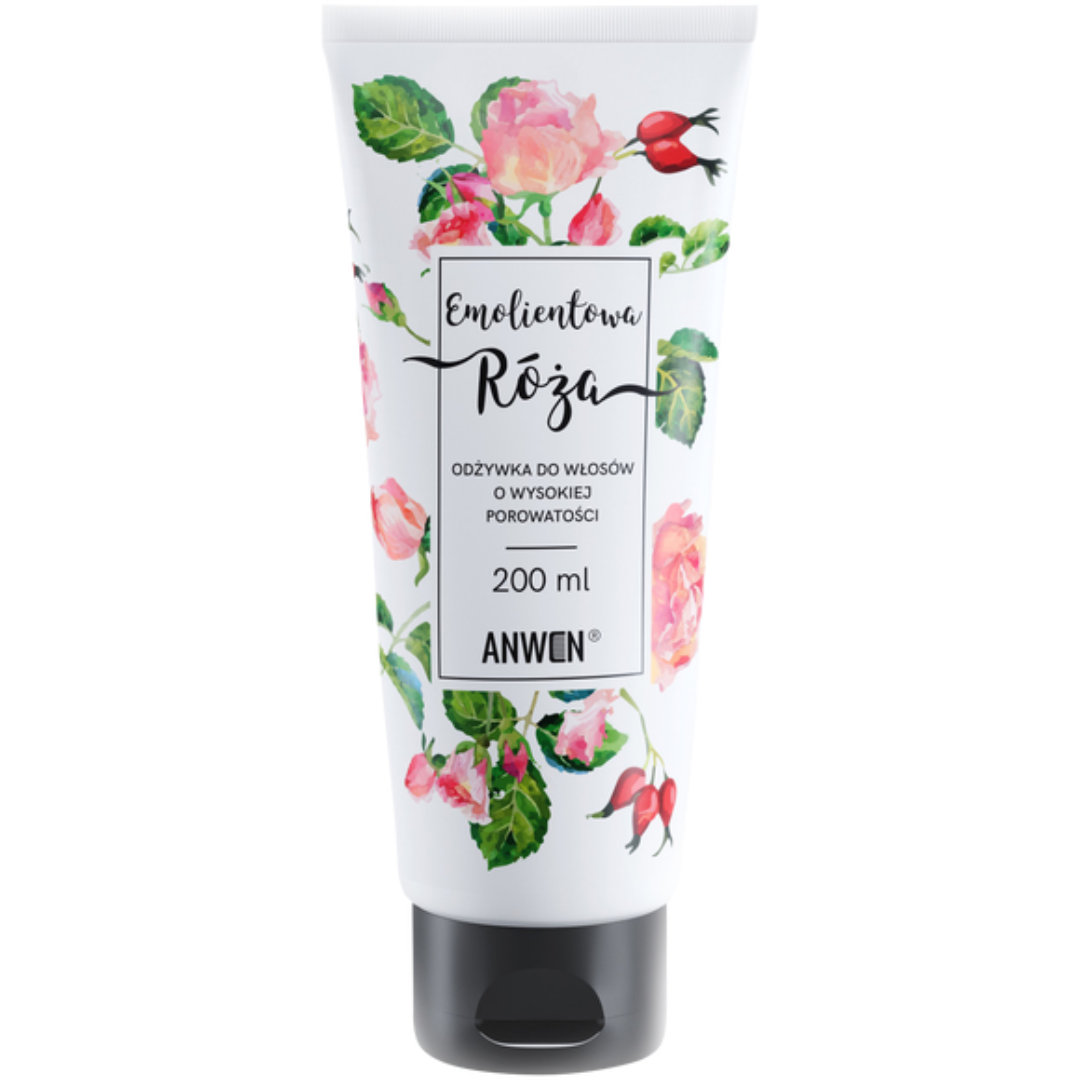 Emolientowa
Róża
ODŻYWKA DO WŁOSÓW
O WYSOKIEJ
POROWATOŚCI
200 ml
ANWEN®